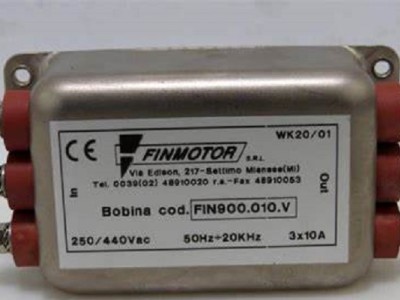 WK20/01
CE FINMOTOR S.R.L.
Via Edison, 217-Settimo Milanese(MI)
Tel. 0039(02) 48910020 r.a.-Fax 48910053
In
Out
Bobina cod. FIN900.010.V
250/440Vac 50Hz÷20KHz 3x10A